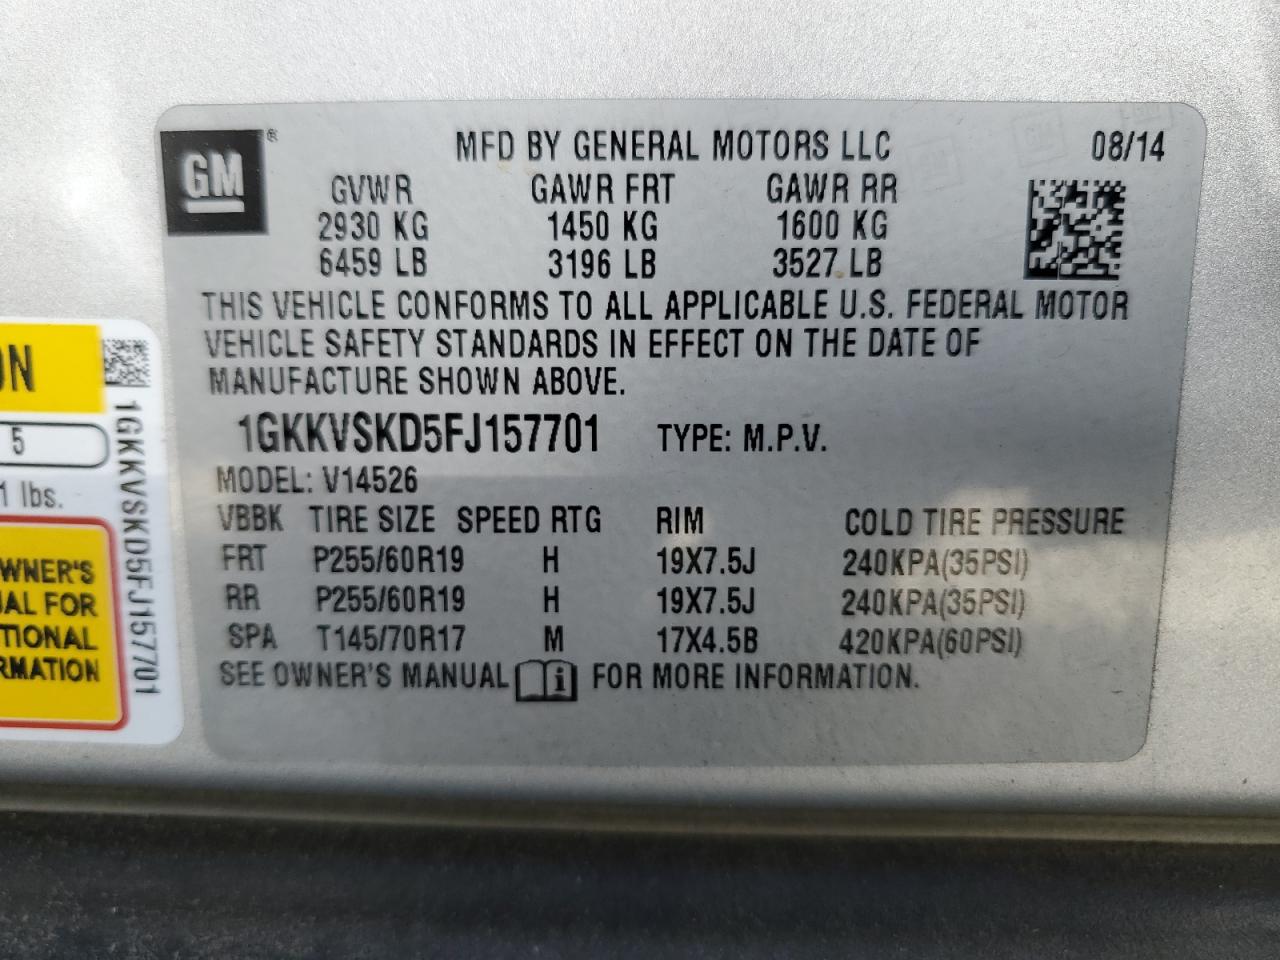 GM
®
MFD BY GENERAL MOTORS LLC 08/14
GVWR GAWR FRT GAWR RR
2930 KG 1450 KG 1600 KG
6459 LB 3196 LB 3527 LB
THIS VEHICLE CONFORMS TO ALL APPLICABLE U.S. FEDERAL MOTOR
VEHICLE SAFETY STANDARDS IN EFFECT ON THE DATE OF
MANUFACTURE SHOWN ABOVE.
1GKKVSKD5FJ157701 TYPE: M.P.V.
MODEL: V14526
VBBK TIRE SIZE SPEED RTG RIM COLD TIRE PRESSURE
FRT P255/60R19 H 19X7.5J 240KPA(35PSI)
RR P255/60R19 H 19X7.5J 240KPA(35PSI)
SPA T145/70R17 M 17X4.5B 420KPA(60PSI)
SEE OWNER'S MANUAL i FOR MORE INFORMATION.
ON
5
1 lbs.
WNER'S
AL FOR
TIONAL
RMATION
1GKKVSKD5FJ157701